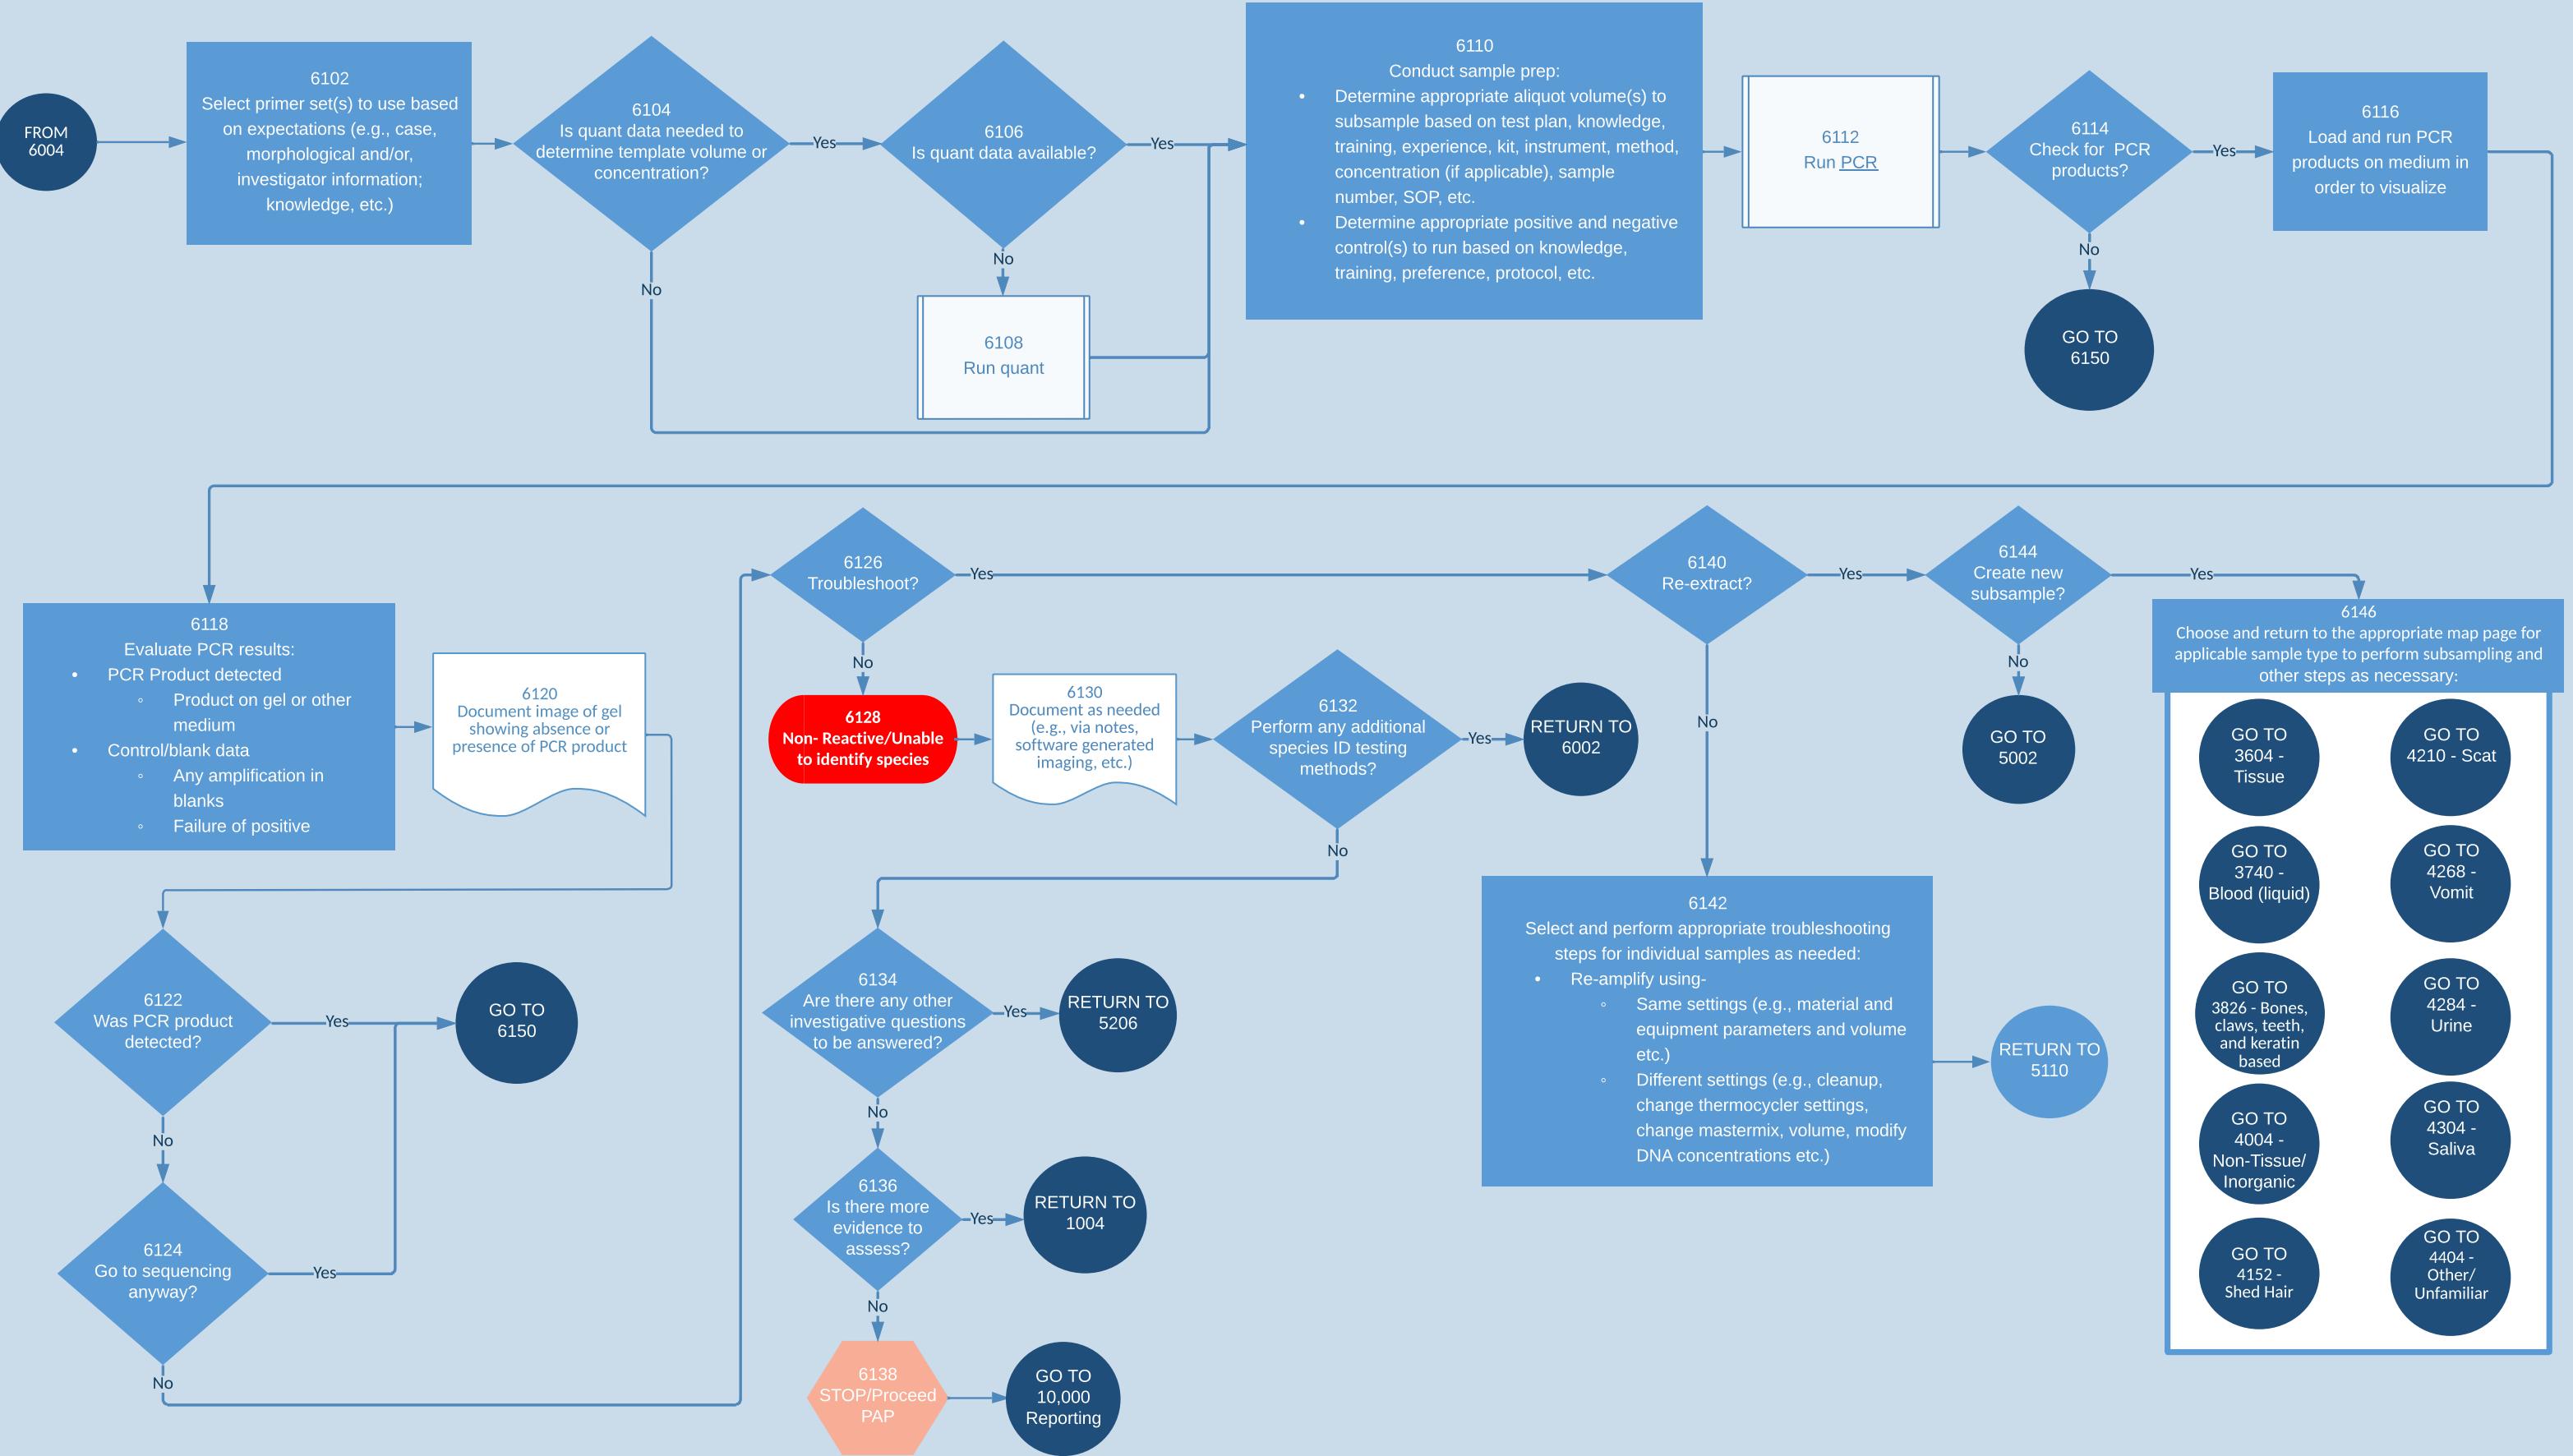 FROM
6004
6102
Select primer set(s) to use based
on expectations (e.g., case,
morphological and/or,
investigator information;
knowledge, etc.)
6104
Is quant data needed to
determine template volume or
concentration?
Yes
No
6106
Is quant data available?
Yes
No
6108
Run quant
6110
Conduct sample prep:
• Determine appropriate aliquot volume(s) to
subsample based on test plan, knowledge,
training, experience, kit, instrument, method,
concentration (if applicable), sample
number, SOP, etc.
• Determine appropriate positive and negative
control(s) to run based on knowledge,
training, preference, protocol, etc.
6112
Run PCR
6114
Check for PCR
products?
Yes
No
GO TO
6150
6116
Load and run PCR
products on medium in
order to visualize
6118
Evaluate PCR results:
• PCR Product detected
◦ Product on gel or other
medium
• Control/blank data
◦ Any amplification in
blanks
◦ Failure of positive
6120
Document image of gel
showing absence or
presence of PCR product
6122
Was PCR product
detected?
Yes
No
GO TO
6150
6124
Go to sequencing
anyway?
Yes
No
6126
Troubleshoot?
Yes
No
6128
Non- Reactive/Unable
to identify species
6130
Document as needed
(e.g., via notes,
software generated
imaging, etc.)
6132
Perform any additional
species ID testing
methods?
Yes
No
RETURN TO
6002
6134
Are there any other
investigative questions
to be answered?
Yes
No
RETURN TO
5206
6136
Is there more
evidence to
assess?
Yes
No
RETURN TO
1004
6138
STOP/Proceed
PAP
GO TO
10,000
Reporting
6140
Re-extract?
Yes
No
6142
Select and perform appropriate troubleshooting
steps for individual samples as needed:
• Re-amplify using-
◦ Same settings (e.g., material and
equipment parameters and volume
etc.)
◦ Different settings (e.g., cleanup,
change thermocycler settings,
change mastermix, volume, modify
DNA concentrations etc.)
RETURN TO
5110
6144
Create new
subsample?
Yes
No
GO TO
5002
6146
Choose and return to the appropriate map page for
applicable sample type to perform subsampling and
other steps as necessary:
GO TO
3604 -
Tissue
GO TO
4210 - Scat
GO TO
3740 -
Blood (liquid)
GO TO
4268 -
Vomit
GO TO
3826 - Bones,
claws, teeth,
and keratin
based
GO TO
4284 -
Urine
GO TO
4004 -
Non-Tissue/
Inorganic
GO TO
4304 -
Saliva
GO TO
4152 -
Shed Hair
GO TO
4404 -
Other/
Unfamiliar